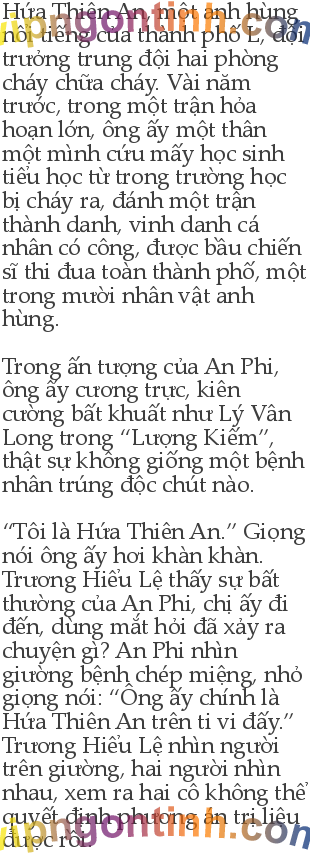 Hứa Thiên An, một anh hùng
nổi tiếng của thành phố L, đội
trưởng trung đội hai phòng
cháy chữa cháy. Vài năm
trước, trong một trận hỏa
hoạn lớn, ông ấy một thân
một mình cứu mấy học sinh
tiểu học từ trong trường học
bị cháy ra, đánh một trận
thành danh, vinh danh cá
nhân có công, được bầu chiến
sĩ thi đua toàn thành phố, một
trong mười nhân vật anh
hùng.
Trong ấn tượng của An Phi,
ông ấy cương trực, kiên
cường bất khuất như Lý Vân
Long trong “Lượng Kiếm”,
thật sự không giống một bệnh
nhân trúng độc chút nào.
“Tôi là Hứa Thiên An.” Giọng
nói ông ấy hơi khàn khàn.
Trương Hiểu Lệ thấy sự bất
thường của An Phi, chị ấy đi
đến, dùng mắt hỏi đã xảy ra
chuyện gì? An Phi nhìn
giường bệnh chép miệng, nhỏ
giọng nói: “Ông ấy chính là
Hứa Thiên An trên ti vi đấy.”
Trương Hiểu Lệ nhìn người
trên giường, hai người nhìn
nhau, xem ra hai cô không thể
quyết định phương án trị liệu
được rồi.
vipngontinh.com